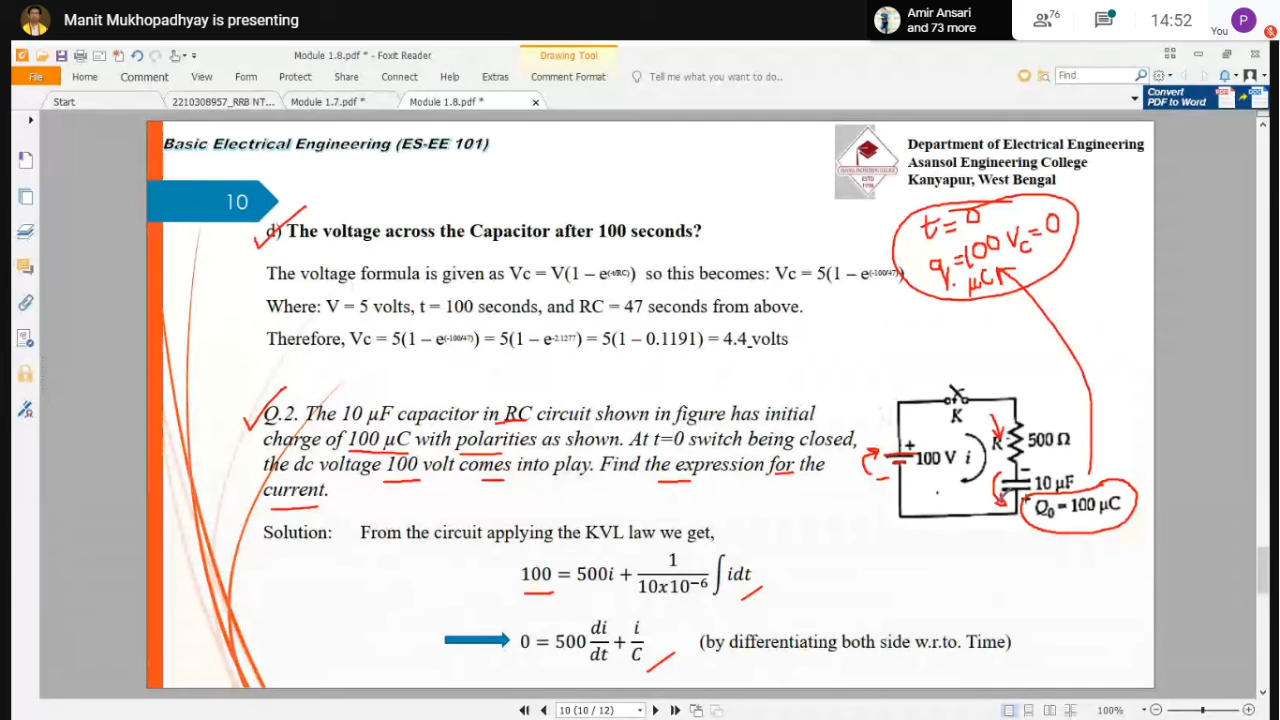 Manit Mukhopadhyay is presenting
Amir Ansari
and 73 more
76
14:52
You
P
Module 1.8.pdf * - Foxit Reader
Drawing Tool
File Home Comment View Form Protect Share Connect Help Extras Comment Format Tell me what you want to do... Find
Start 2210308957_RRB NT... Module 1.7.pdf * Module 1.8.pdf *
Convert
PDF to Word
Basic Electrical Engineering (ES-EE 101)
Department of Electrical Engineering
Asansol Engineering College
Kanyapur, West Bengal
10
d) The voltage across the Capacitor after 100 seconds?
The voltage formula is given as Vc = V(1 – e(-t/RC)) so this becomes: Vc = 5(1 – e(-100/47))
Where: V = 5 volts, t = 100 seconds, and RC = 47 seconds from above.
Therefore, Vc = 5(1 – e(-100/47)) = 5(1 – e-2.1277) = 5(1 – 0.1191) = 4.4 volts
t=0
q=100 Vc=0
μC
Q.2. The 10 μF capacitor in RC circuit shown in figure has initial
charge of 100 μC with polarities as shown. At t=0 switch being closed,
the dc voltage 100 volt comes into play. Find the expression for the
current.
K
R 500 Ω
+
100 V i
–
10 μF
+
Q₀ = 100 μC
Solution: From the circuit applying the KVL law we get,
100 = 500i + 1/10x10⁻⁶ ∫ idt
0 = 500 di/dt + i/C (by differentiating both side w.r.to. Time)
10 (10 / 12)
100%